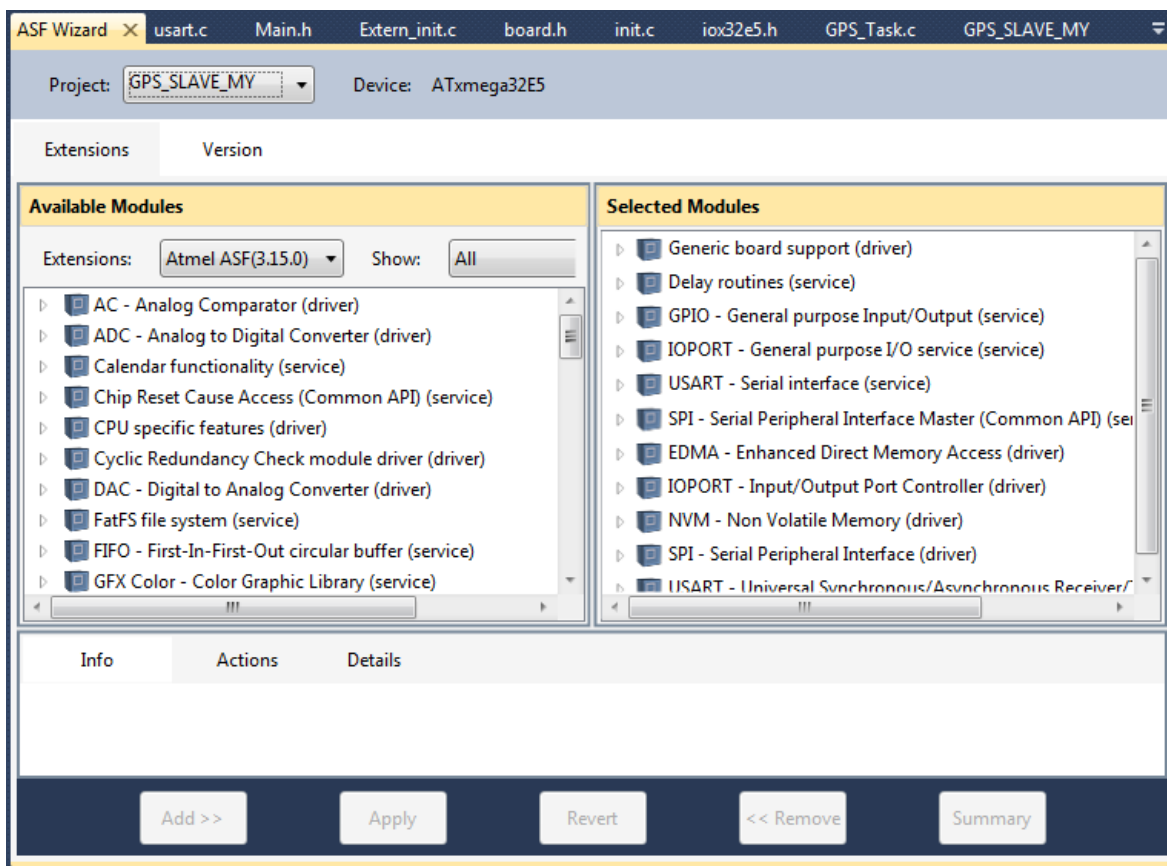 ASF Wizard usart.c Main.h Extern_init.c board.h init.c iox32e5.h GPS_Task.c GPS_SLAVE_MY
Project: GPS_SLAVE_MY Device: ATxmega32E5
Extensions Version
Available Modules
Extensions: Atmel ASF(3.15.0) Show: All
AC - Analog Comparator (driver)
ADC - Analog to Digital Converter (driver)
Calendar functionality (service)
Chip Reset Cause Access (Common API) (service)
CPU specific features (driver)
Cyclic Redundancy Check module driver (driver)
DAC - Digital to Analog Converter (driver)
FatFS file system (service)
FIFO - First-In-First-Out circular buffer (service)
GFX Color - Color Graphic Library (service)
Selected Modules
Generic board support (driver)
Delay routines (service)
GPIO - General purpose Input/Output (service)
IOPORT - General purpose I/O service (service)
USART - Serial interface (service)
SPI - Serial Peripheral Interface Master (Common API) (ser
EDMA - Enhanced Direct Memory Access (driver)
IOPORT - Input/Output Port Controller (driver)
NVM - Non Volatile Memory (driver)
SPI - Serial Peripheral Interface (driver)
USART - Universal Synchronous/Asynchronous Receiver/
Info Actions Details
Add >> Apply Revert << Remove Summary